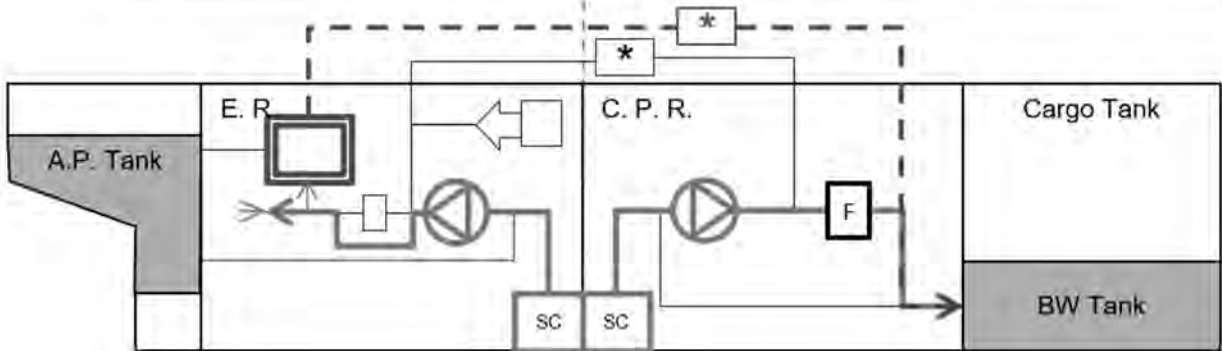 *
*
E. R.
C. P. R.
Cargo Tank
A.P. Tank
F
SC
SC
BW Tank